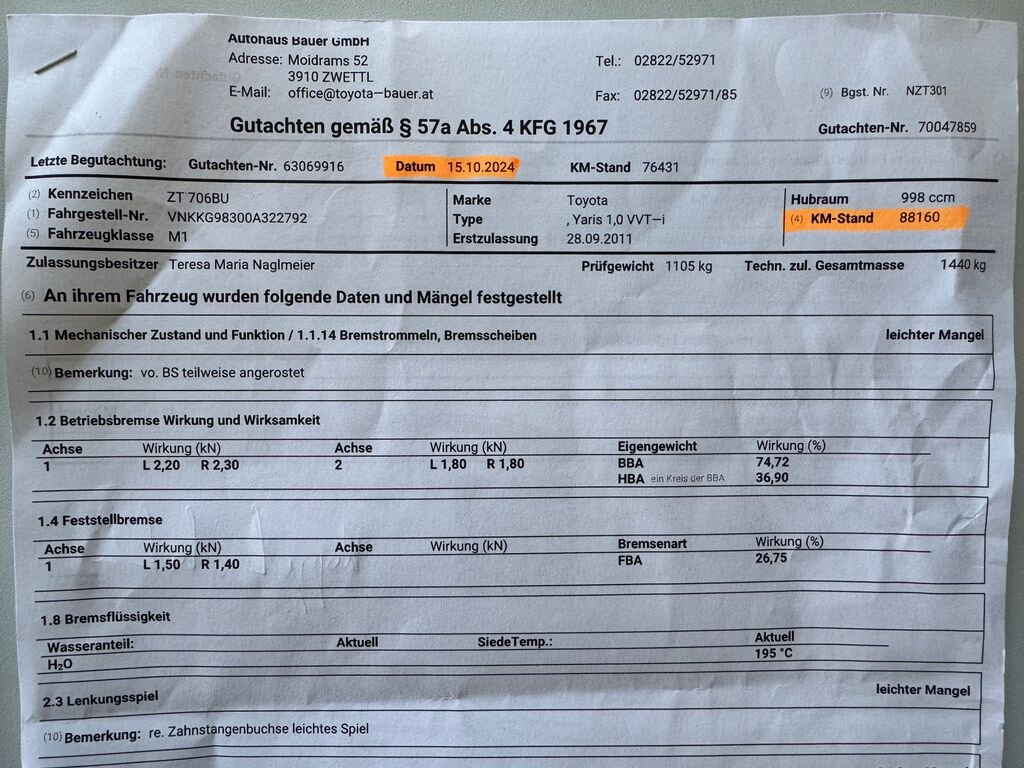 Autohaus Bauer GmbH
Adresse: Moidrams 52 Tel.: 02822/52971
3910 ZWETTL
E-Mail: office@toyota-bauer.at Fax: 02822/52971/85 (9) Bgst. Nr. NZT301
Gutachten gemäß § 57a Abs. 4 KFG 1967 Gutachten-Nr. 70047859
Letzte Begutachtung: Gutachten-Nr. 63069916 Datum 15.10.2024 KM-Stand 76431
(2) Kennzeichen ZT 706BU Marke Toyota Hubraum 998 ccm
(1) Fahrgestell-Nr. VNKKG98300A322792 Type , Yaris 1,0 VVT-i (4) KM-Stand 88160
(5) Fahrzeugklasse M1 Erstzulassung 28.09.2011
Zulassungsbesitzer Teresa Maria Naglmeier Prüfgewicht 1105 kg Techn. zul. Gesamtmasse 1440 kg
(6) An ihrem Fahrzeug wurden folgende Daten und Mängel festgestellt
1.1 Mechanischer Zustand und Funktion / 1.1.14 Bremstrommeln, Bremsscheiben leichter Mangel
(10) Bemerkung: vo. BS teilweise angerostet
1.2 Betriebsbremse Wirkung und Wirksamkeit
Achse Wirkung (kN) Achse Wirkung (kN) Eigengewicht Wirkung (%)
1 L 2,20 R 2,30 2 L 1,80 R 1,80 BBA 74,72
HBA ein Kreis der BBA 36,90
1.4 Feststellbremse
Achse Wirkung (kN) Achse Wirkung (kN) Bremsenart Wirkung (%)
1 L 1,50 R 1,40 FBA 26,75
1.8 Bremsflüssigkeit
Wasseranteil: Aktuell SiedeTemp.: Aktuell
H₂O 195 °C
2.3 Lenkungsspiel leichter Mangel
(10) Bemerkung: re. Zahnstangenbuchse leichtes Spiel